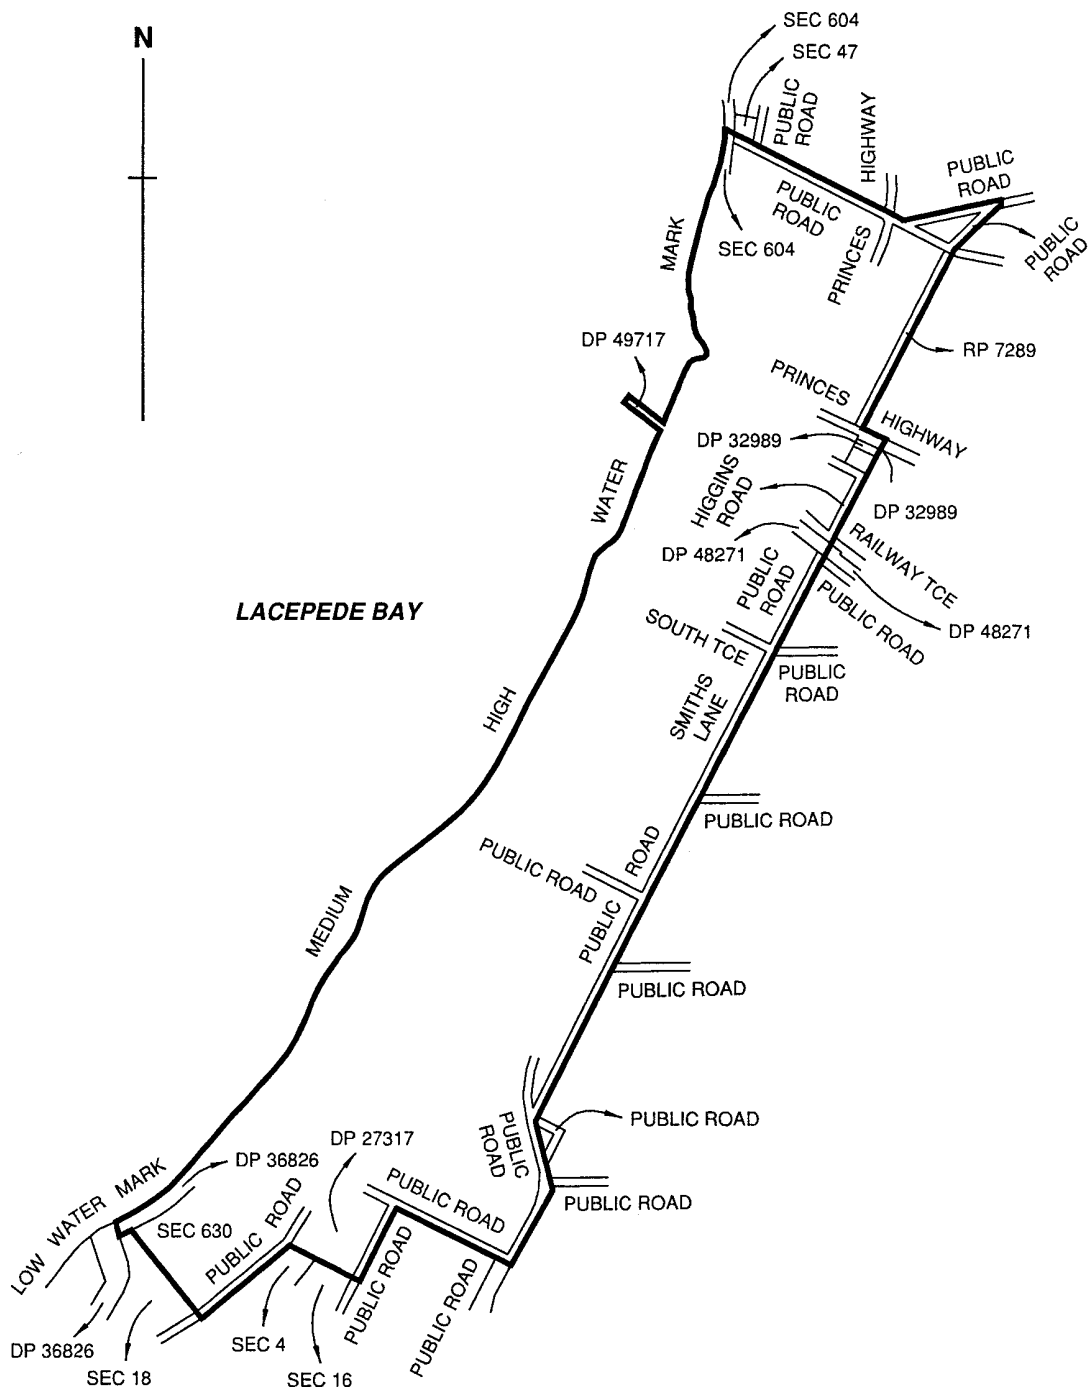 SEC 604
N
SEC 47
PUBLIC
ROAD
HIGHWAY
PUBLIC
ROAD
PUBLIC
ROAD
PUBLIC
ROAD
MARK
SEC 604
PRINCES
DP 49717
RP 7289
PRINCES
HIGHWAY
DP 32989
WATER
HIGGINS
ROAD
DP 32989
RAILWAY TCE
DP 48271
PUBLIC
ROAD
PUBLIC ROAD
LACEPEDE BAY
SOUTH TCE
DP 48271
PUBLIC
ROAD
SMITHS
LANE
HIGH
PUBLIC ROAD
ROAD
PUBLIC ROAD
MEDIUM
PUBLIC
PUBLIC ROAD
PUBLIC
ROAD
PUBLIC ROAD
DP 27317
DP 36826
PUBLIC ROAD
PUBLIC ROAD
LOW WATER MARK
SEC 630
PUBLIC ROAD
PUBLIC ROAD
PUBLIC ROAD
DP 36826
SEC 4
SEC 18
SEC 16